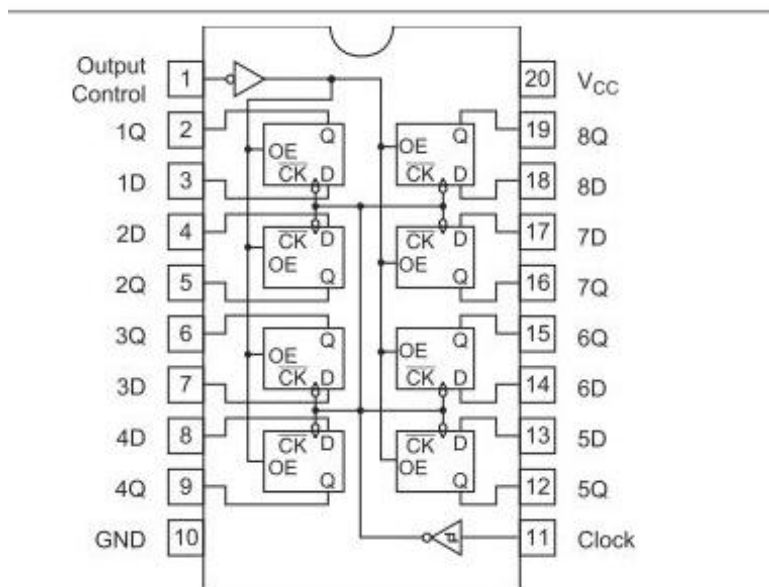 Output
Control 1 20 VCC
1Q 2 Q Q 19 8Q
OE OE
1D 3 CK D CK D 18 8D
2D 4 CK D CK D 17 7D
OE OE
2Q 5 Q Q 16 7Q
3Q 6 Q Q 15 6Q
OE OE
3D 7 CK D CK D 14 6D
4D 8 CK D CK D 13 5D
OE OE
4Q 9 Q Q 12 5Q
GND 10 11 Clock